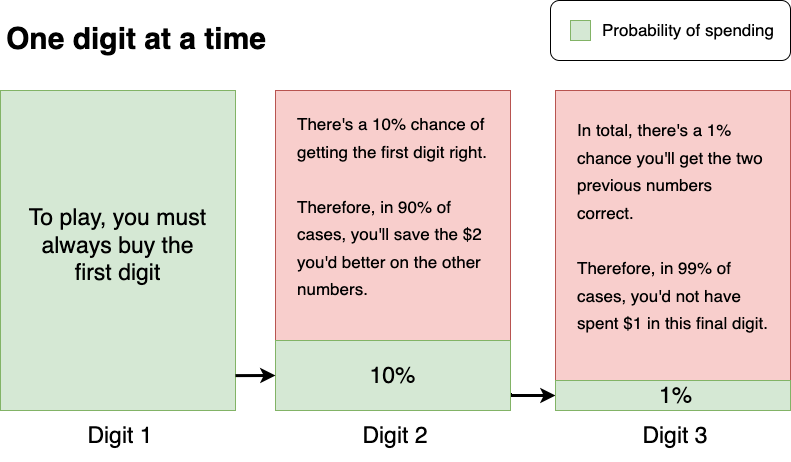 One digit at a time
Probability of spending
To play, you must
always buy the
first digit
There's a 10% chance of
getting the first digit right.
Therefore, in 90% of
cases, you'll save the $2
you'd better on the other
numbers.
10%
In total, there's a 1%
chance you'll get the two
previous numbers
correct.
Therefore, in 99% of
cases, you'd not have
spent $1 in this final digit.
1%
Digit 1
Digit 2
Digit 3